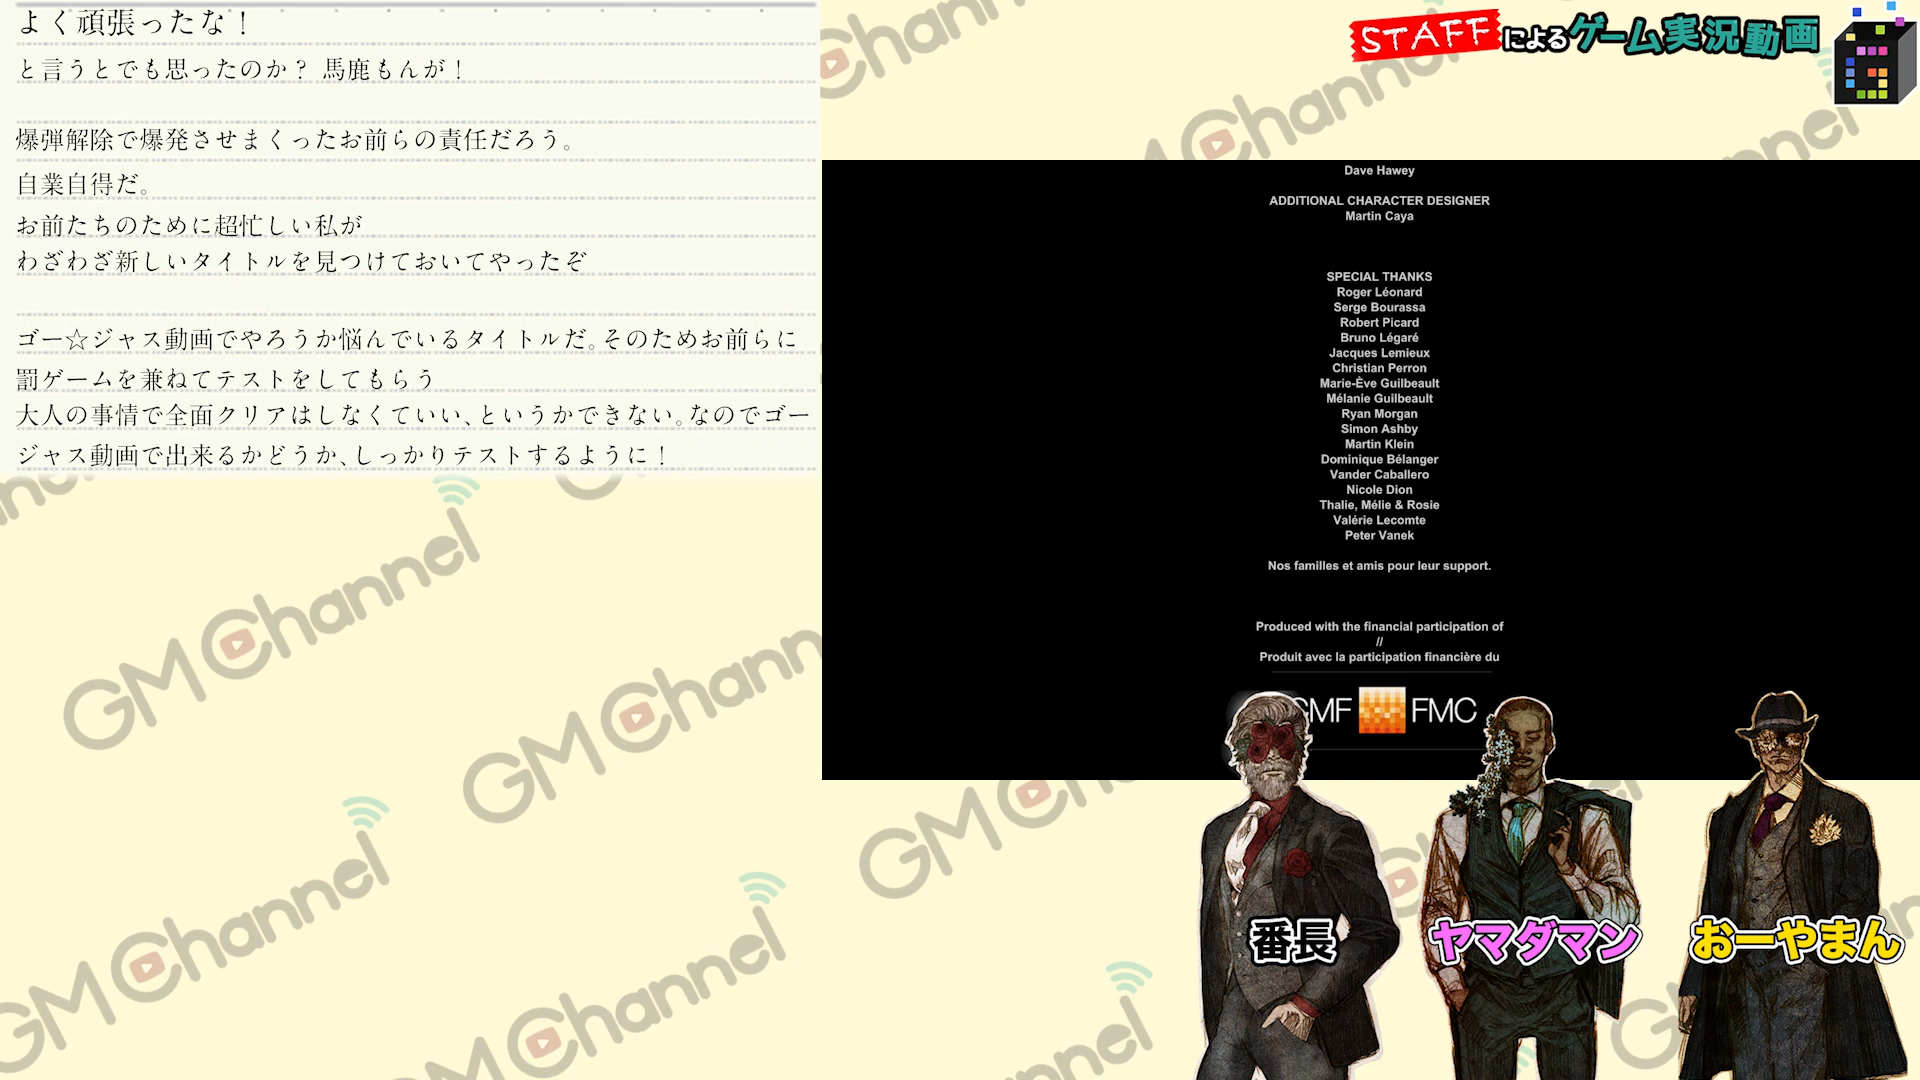 よく頑張ったな！
と言うとでも思ったのか？ 馬鹿もんが！
爆弾解除で爆発させまくったお前らの責任だろう。
自業自得だ。
お前たちのために超忙しい私が
わざわざ新しいタイトルを見つけておいてやったぞ
ゴー☆ジャス動画でやろうか悩んでいるタイトルだ。そのためお前らに
罰ゲームを兼ねてテストをしてもらう
大人の事情で全面クリアはしなくていい、というかできない。なのでゴー
ジャス動画で出来るかどうか、しっかりテストするように！
STAFFによるゲーム実況動画
G
Dave Hawey
ADDITIONAL CHARACTER DESIGNER
Martin Caya
SPECIAL THANKS
Roger Léonard
Serge Bourassa
Robert Picard
Bruno Légaré
Jacques Lemieux
Christian Perron
Marie-Ève Guilbeault
Mélanie Guilbeault
Ryan Morgan
Simon Ashby
Martin Klein
Dominique Bélanger
Vander Caballero
Nicole Dion
Thalie, Mélie & Rosie
Valérie Lecomte
Peter Vanek
Nos familles et amis pour leur support.
Produced with the financial participation of
//
Produit avec la participation financière du
CMF FMC
番長
ヤマダマン
おーやまん
GMChannel
GMChannel
GMChannel
GMChannel